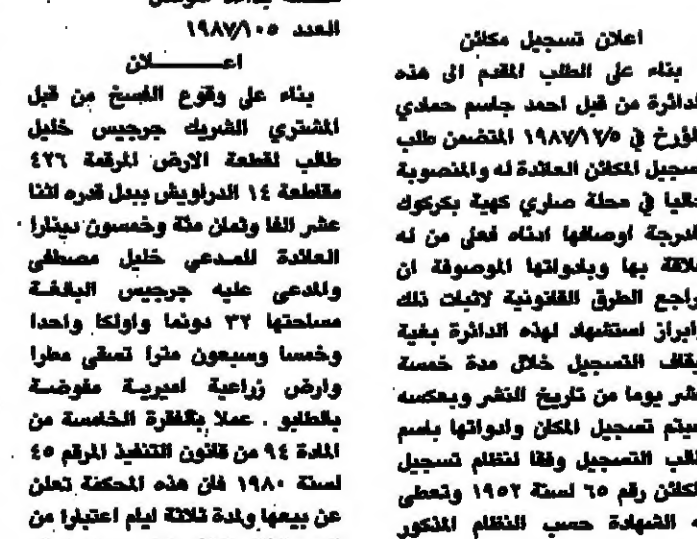 اعلان تسجيل مكائن
بناء على الطلب المقدم الى هذه
الدائرة من قبل احمد جاسم حمادي
المؤرخ في ١٩٨٧/١٢/٥ المتضمن طلب
تسجيل المكائن العائدة له والمنصوبة
حاليا في محلة صاري كهية بكركوك
المدرجة اوصافها ادناه فعلى من له
علاقة بها وبادواتها الموصوفة ان
يراجع الطرق القانونية لاثبات ذلك
وابراز استشهاد لهذه الدائرة بغية
ايقاف التسجيل خلال مدة خمسة
عشر يوما من تاريخ النشر وبعكسه
سيتم تسجيل المكان وادواتها باسم
طالب التسجيل وفقا لنظام تسجيل
المكائن رقم ٦٥ لسنة ١٩٥٢ وتعطى
له الشهادة حسب النظام المذكور
العدد ١٩٨٧/١٠٥
اعـــــــلان
بناء على وقوع الفسخ من قبل
المشتري الشريك جرجيس خليل
طالب لقطعة الارض المرقمة ٤٢٦
مقاطعة ١٤ الدراويش ببدل قدره اثنا
عشر الفا وثمان مئة وخمسون دينارا
العائدة للمدعي خليل مصطفى
والمدعى عليه جرجيس البالغة
مساحتها ٣٢ دونما واولكا واحدا
وخمسا وسبعون مترا تسقى مطرا
وارض زراعية اميرية مفوضة
بالطابو . عملا بالفقرة الخامسة من
المادة ٩٤ من قانون التنفيذ المرقم ٤٥
لسنة ١٩٨٠ فان هذه المحكمة تعلن
عن بيعها ولمدة ثلاثة ايام اعتبارا من